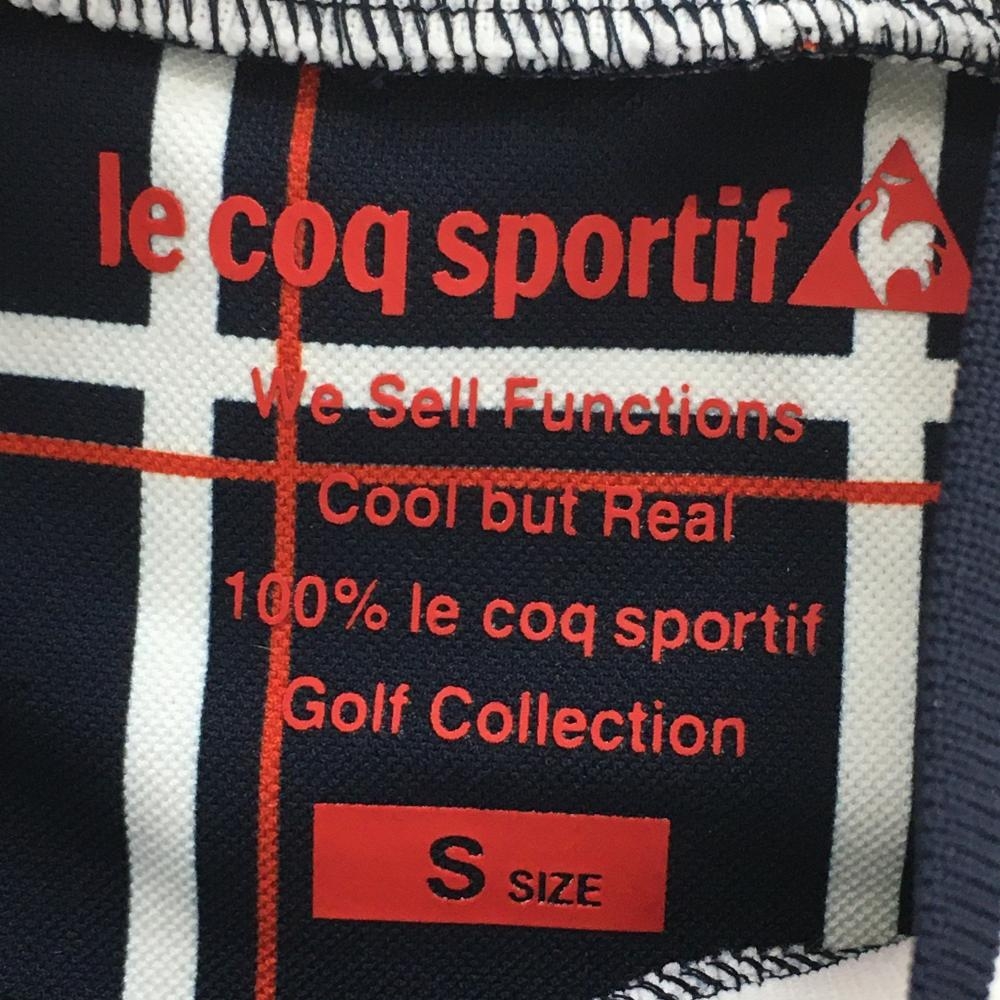 le coq sportif
We Sell Functions
Cool but Real
100% le coq sportif
Golf Collection
S SIZE